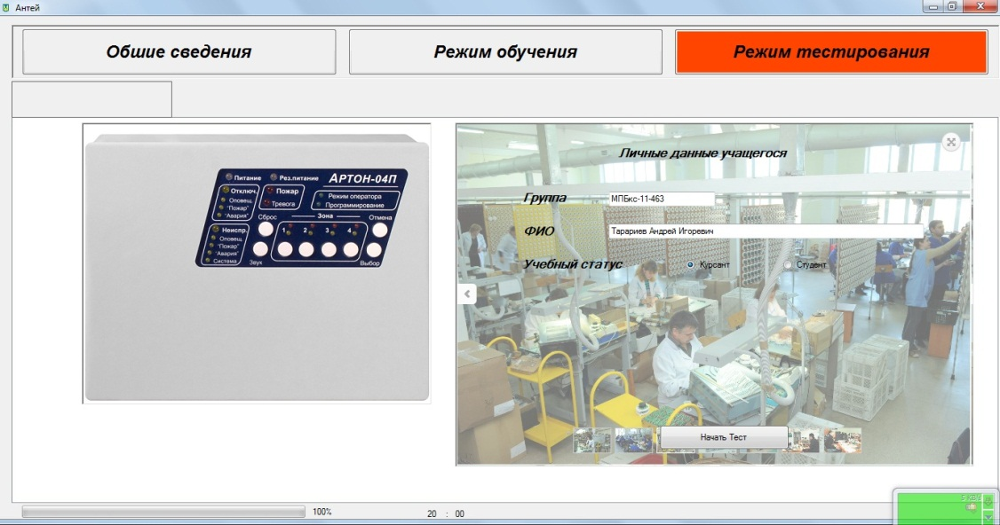 Антей
Обшие сведения
Режим обучения
Режим тестирования
Питание
Рез.питание
АРТОН-04П
Отключ.
Оповещ.
"Пожар"
"Авария"
Пожар
Тревога
Режим оператора
Программирование
Сброс
Зона
Отмена
1 2 3 4
Неиспр.
Оповещ.
"Пожар"
"Авария"
Система
Звук
Выбор
Личные данные учащегося
Группа МПБкс-11-463
ФИО Тарариев Андрей Игоревич
Учебный статус Курсант Студент
Начать Тест
100%
20 : 00